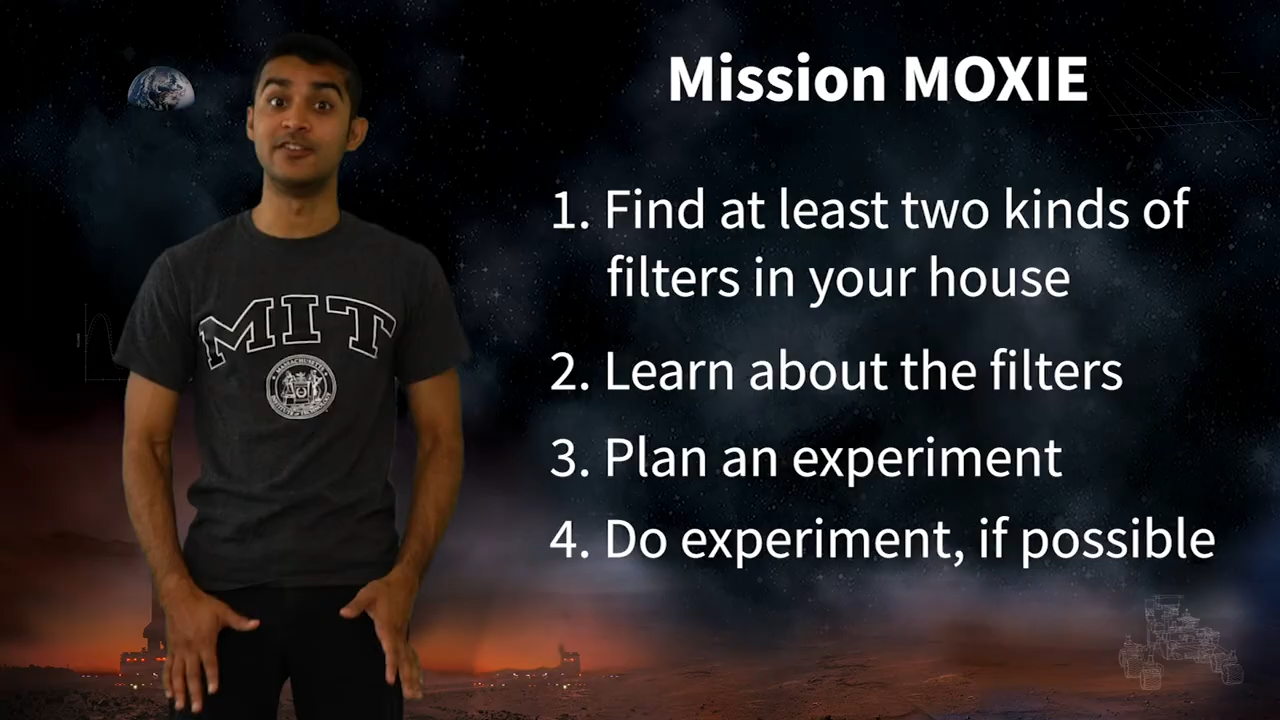 Mission MOXIE
1. Find at least two kinds of
filters in your house
2. Learn about the filters
3. Plan an experiment
4. Do experiment, if possible
MIT